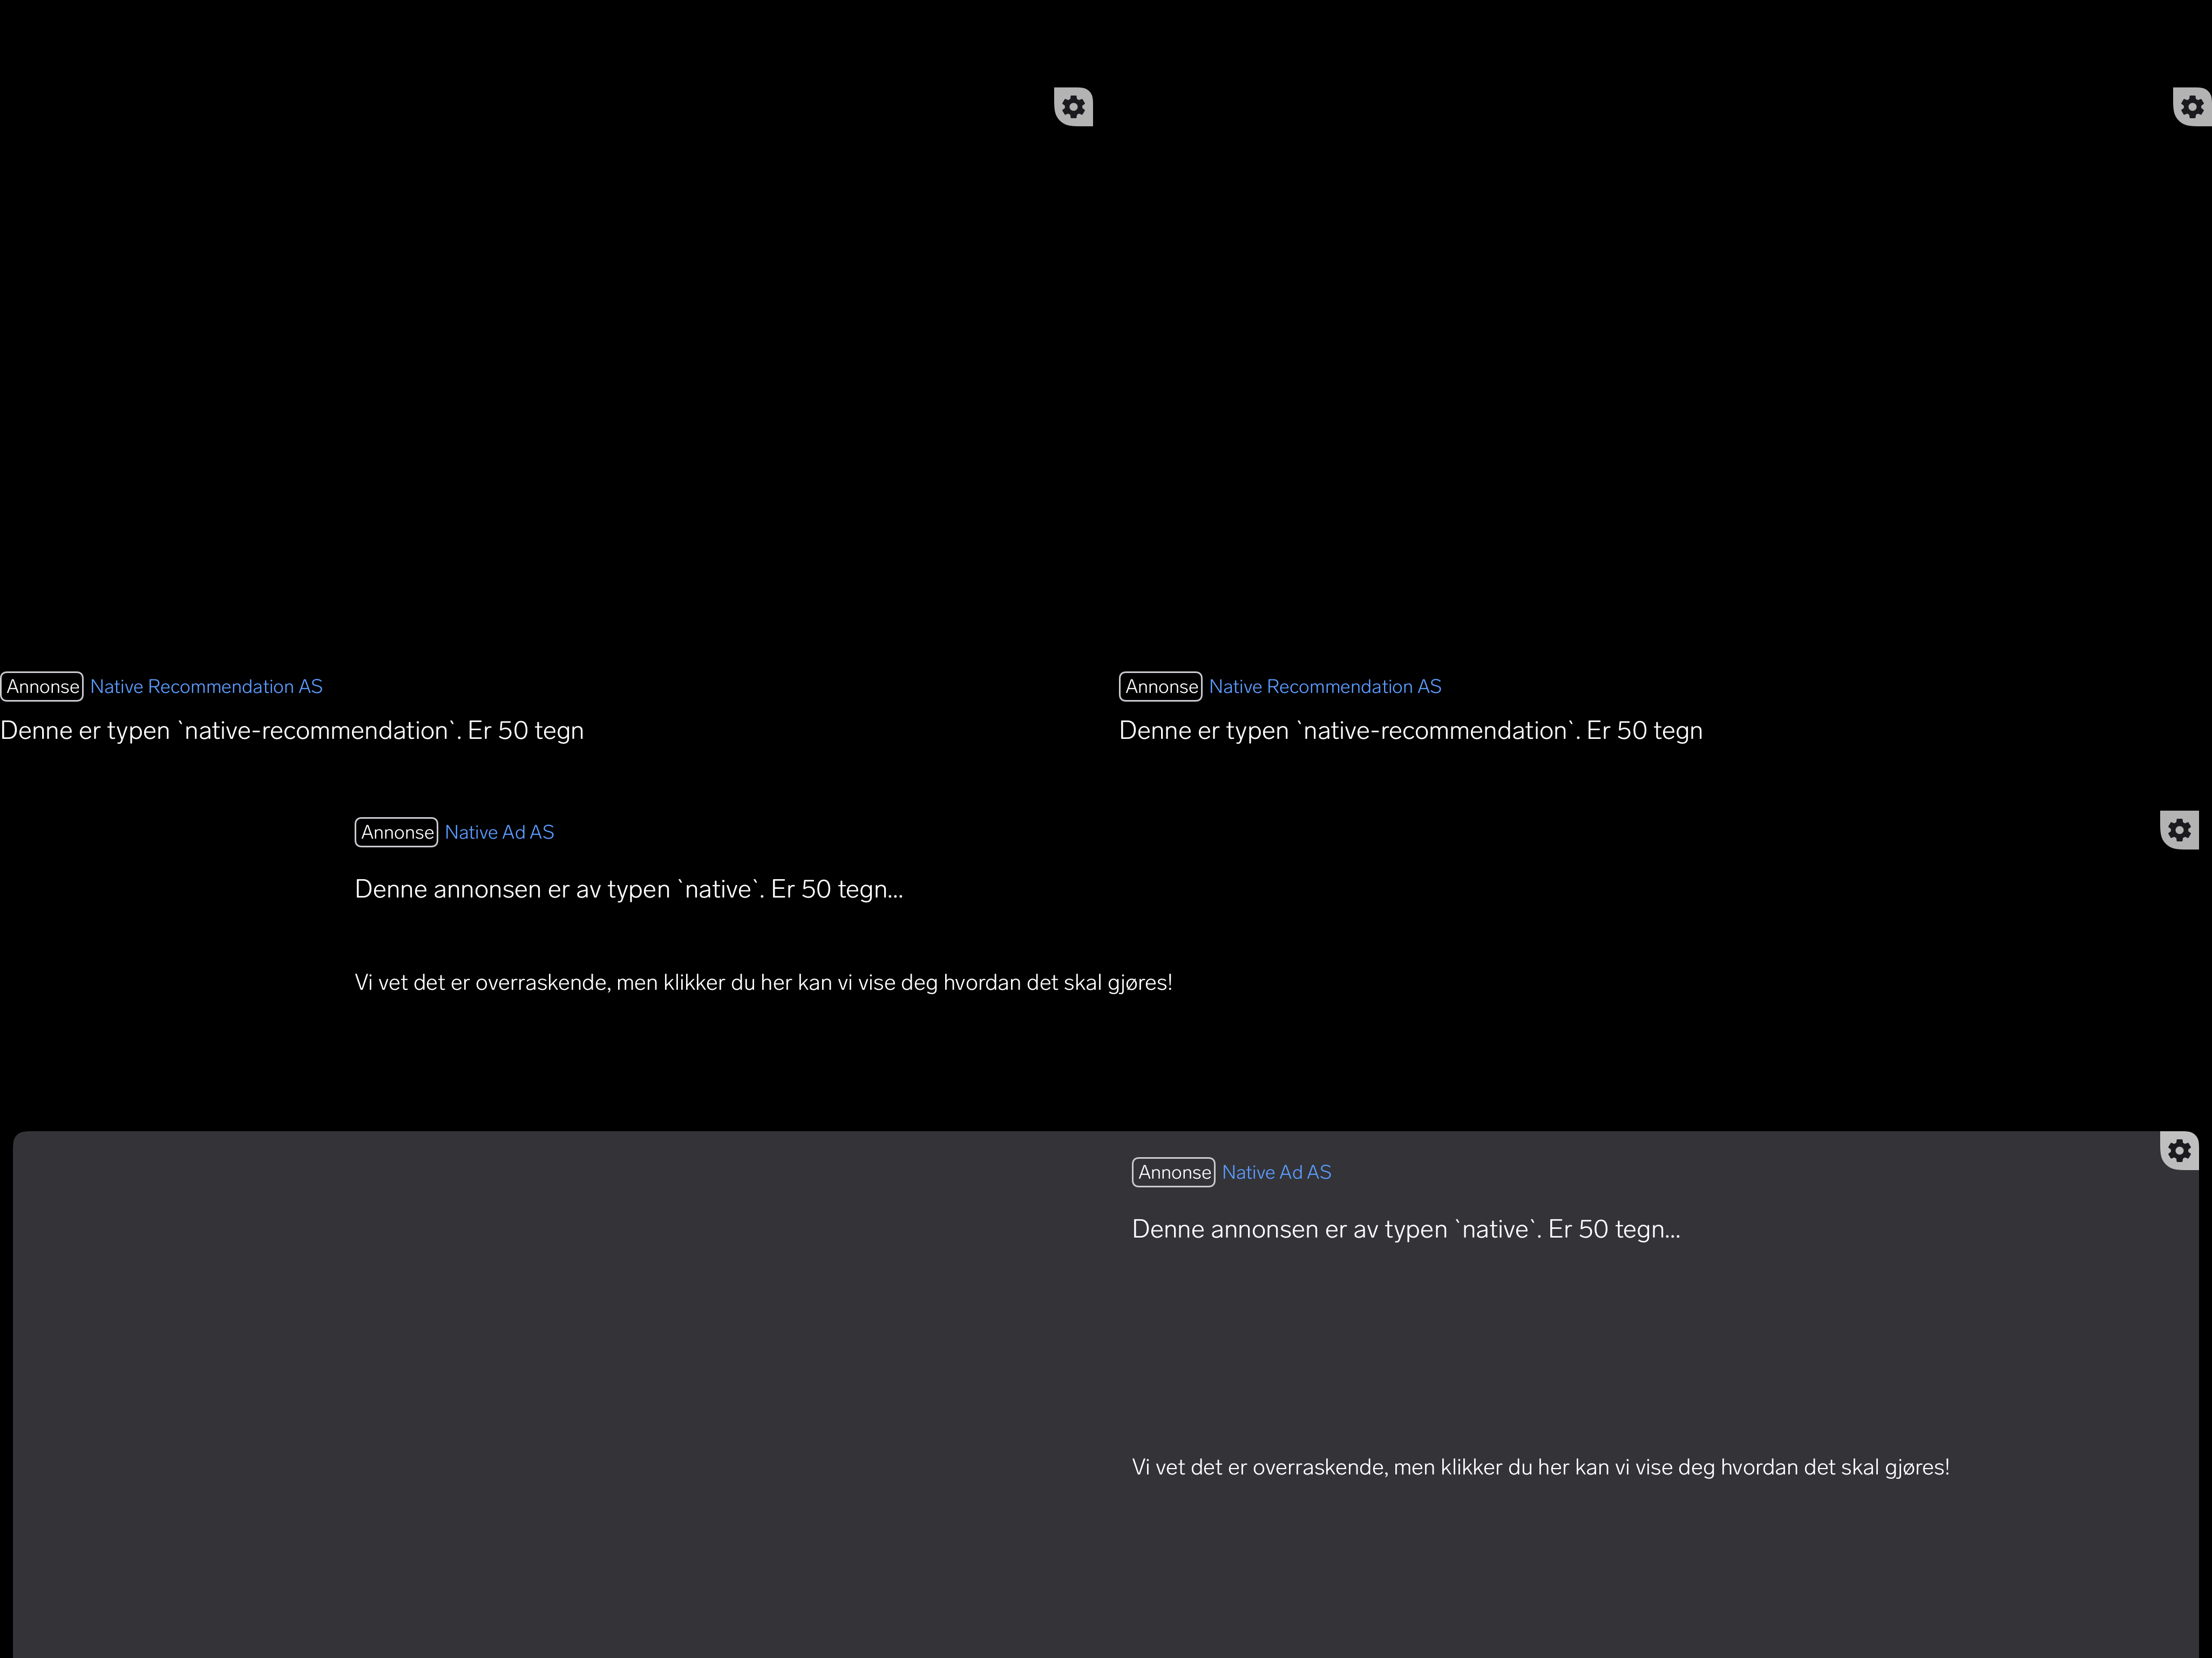 Annonse Native Recommendation AS
Denne er typen `native-recommendation`. Er 50 tegn
Annonse Native Recommendation AS
Denne er typen `native-recommendation`. Er 50 tegn
Annonse Native Ad AS
Denne annonsen er av typen `native`. Er 50 tegn...
Vi vet det er overraskende, men klikker du her kan vi vise deg hvordan det skal gjøres!
Annonse Native Ad AS
Denne annonsen er av typen `native`. Er 50 tegn...
Vi vet det er overraskende, men klikker du her kan vi vise deg hvordan det skal gjøres!